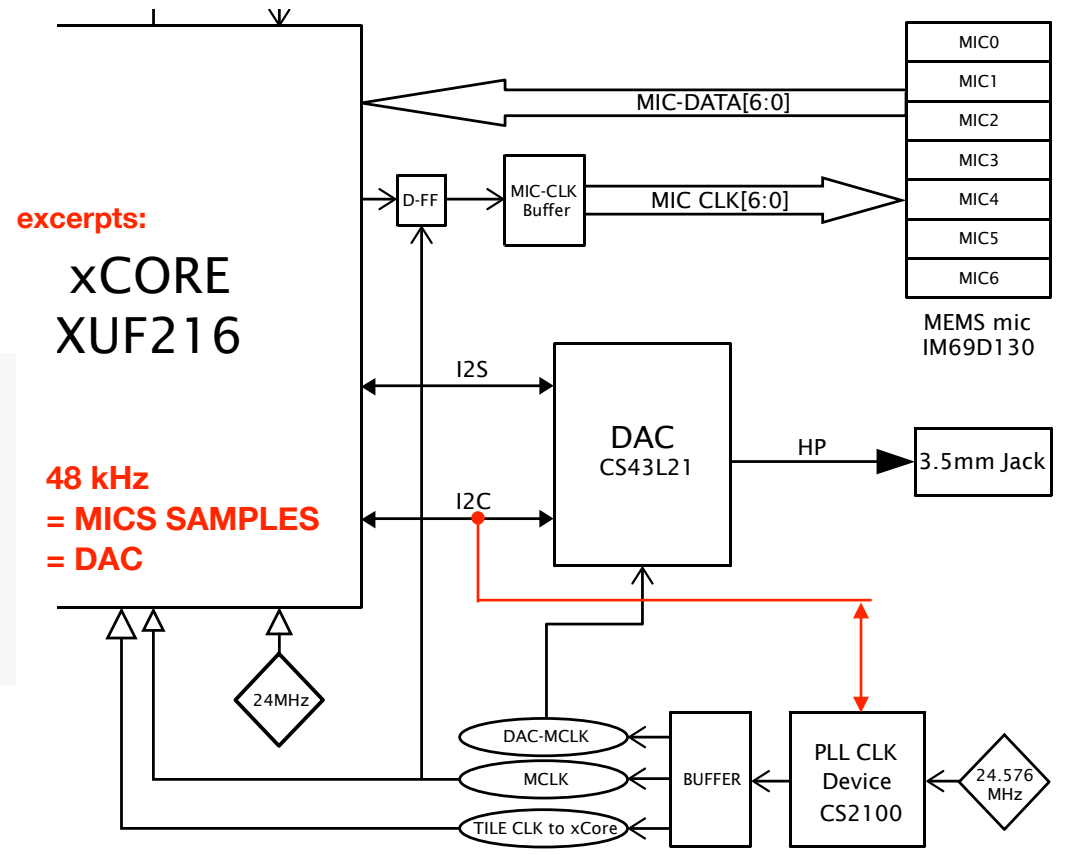 MIC0
MIC1
MIC-DATA[6:0]
MIC2
MIC3
D-FF
MIC-CLK
Buffer
MIC CLK[6:0]
MIC4
MIC5
MIC6
excerpts:
xCORE
XUF216
MEMS mic
IM69D130
I2S
DAC
CS43L21
HP
3.5mm Jack
48 kHz
= MICS SAMPLES
= DAC
I2C
24MHz
DAC-MCLK
MCLK
TILE CLK to xCore
BUFFER
PLL CLK
Device
CS2100
24.576
MHz